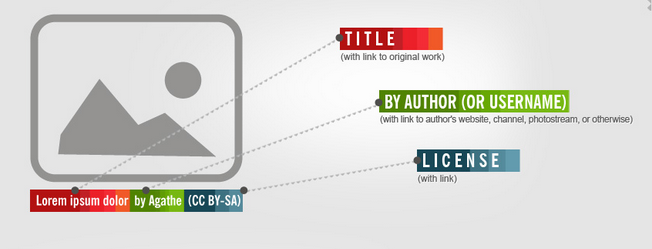 TITLE
(with link to original work)
BY AUTHOR (OR USERNAME)
(with link to author's website, channel, photostream, or otherwise)
LICENSE
(with link)
Lorem ipsum dolor by Agathe (CC BY-SA)